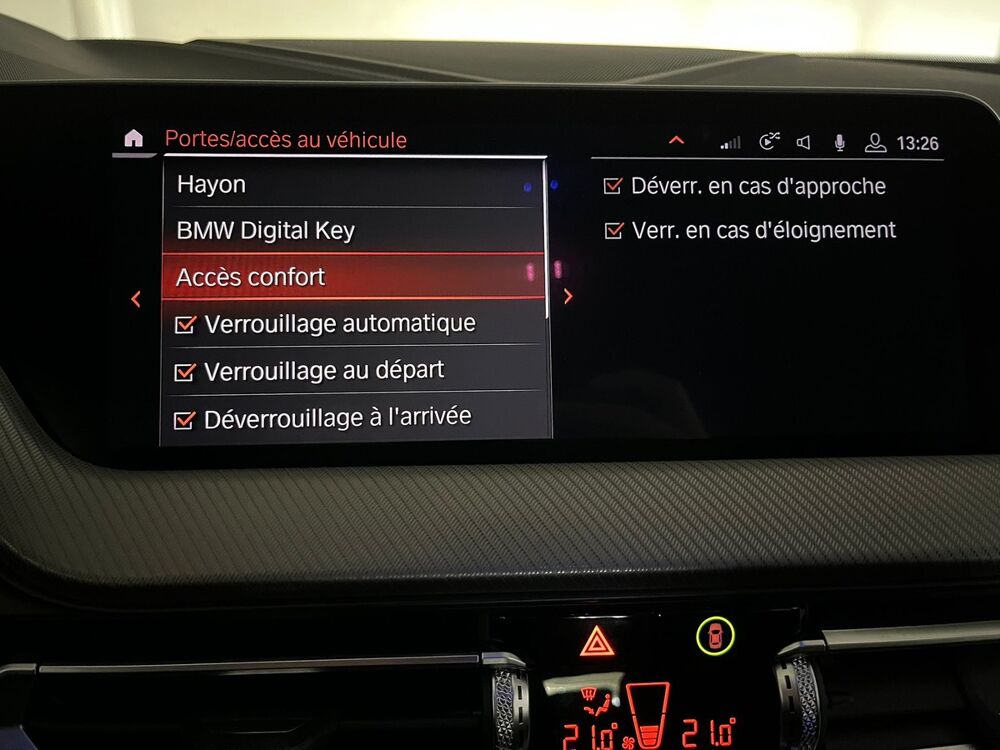 Portes/accès au véhicule
13:26
Hayon
BMW Digital Key
Accès confort
Verrouillage automatique
Verrouillage au départ
Déverrouillage à l'arrivée
Déverr. en cas d'approche
Verr. en cas d'éloignement
21.0°
21.0°